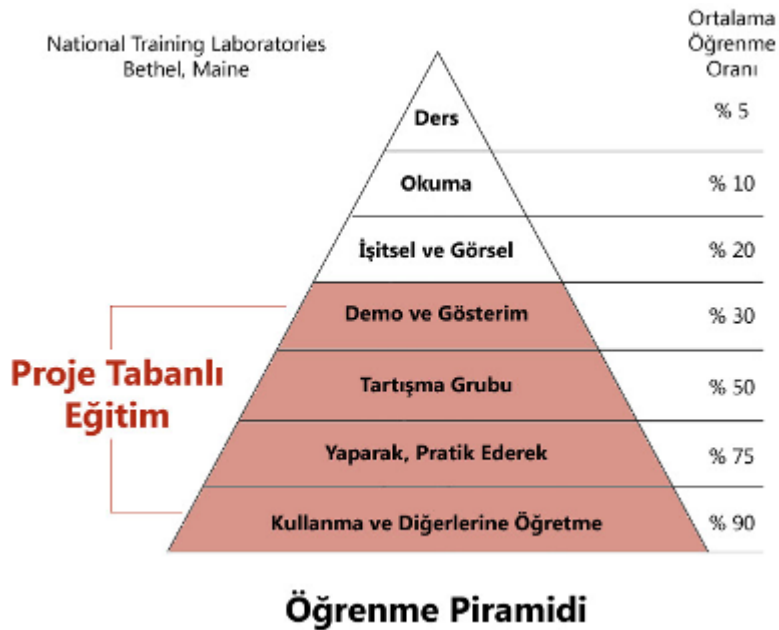 National Training Laboratories
Bethel, Maine
Ortalama
Öğrenme
Oranı
Ders
% 5
Okuma
% 10
İşitsel ve Görsel
% 20
Demo ve Gösterim
% 30
Proje Tabanlı
Eğitim
Tartışma Grubu
% 50
Yaparak, Pratik Ederek
% 75
Kullanma ve Diğerlerine Öğretme
% 90
Öğrenme Piramidi